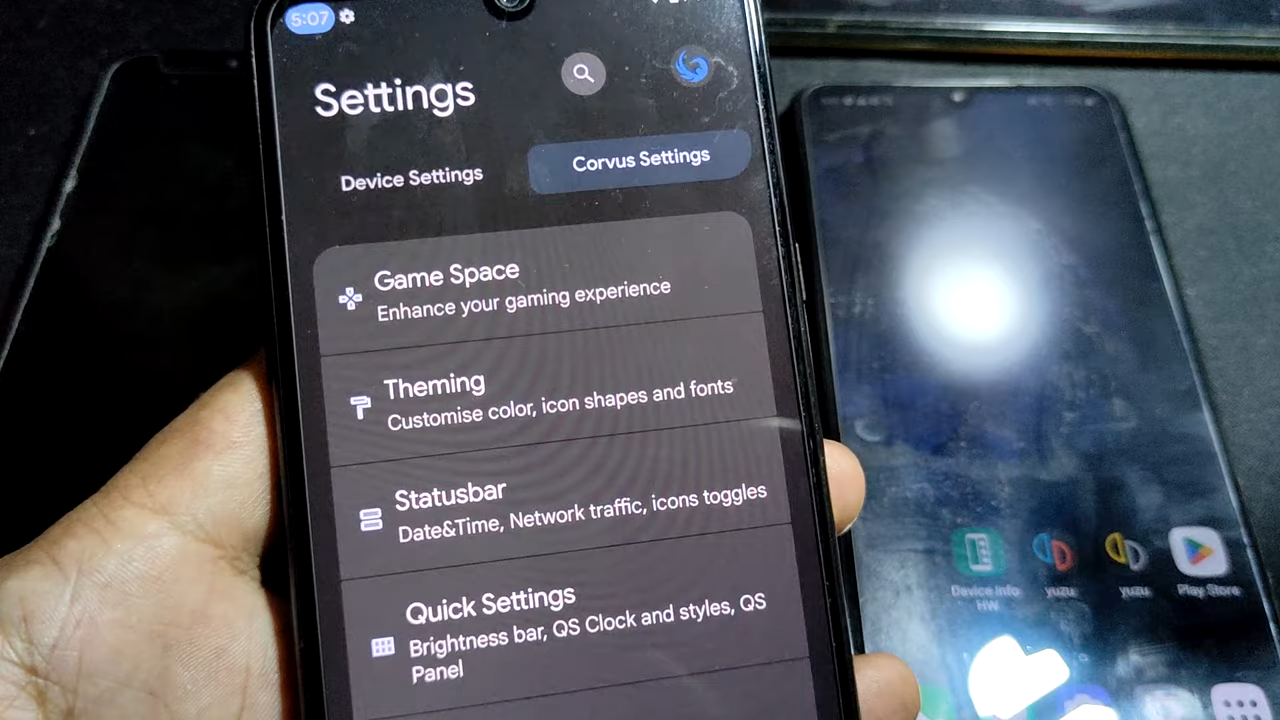 5:07
Settings
Device Settings
Corvus Settings
Game Space
Enhance your gaming experience
Theming
Customise color, icon shapes and fonts
Statusbar
Date&Time, Network traffic, icons toggles
Quick Settings
Brightness bar, QS Clock and styles, QS
Panel
Device Info
HW
yuzu
yuzu
Play Store